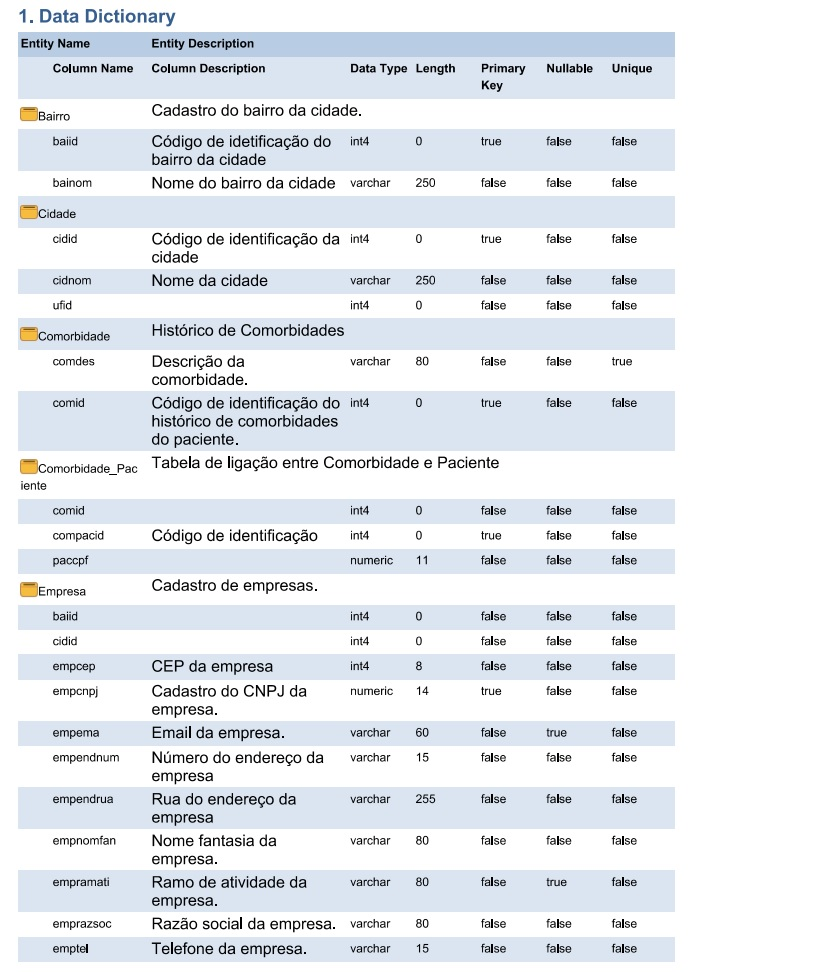 1. Data Dictionary
Entity Name Entity Description
Column Name Column Description Data Type Length Primary Nullable Unique
Key
Bairro Cadastro do bairro da cidade.
baiid Código de idetificação do int4 0 true false false
bairro da cidade
bainom Nome do bairro da cidade varchar 250 false false false
Cidade
cidid Código de identificação da int4 0 true false false
cidade
cidnom Nome da cidade varchar 250 false false false
ufid int4 0 false false false
Comorbidade Histórico de Comorbidades
comdes Descrição da varchar 80 false false true
comorbidade.
comid Código de identificação do int4 0 true false false
histórico de comorbidades
do paciente.
Comorbidade_Pac Tabela de ligação entre Comorbidade e Paciente
iente
comid int4 0 false false false
compacid Código de identificação int4 0 true false false
paccpf numeric 11 false false false
Empresa Cadastro de empresas.
baiid int4 0 false false false
cidid int4 0 false false false
empcep CEP da empresa int4 8 false false false
empcnpj Cadastro do CNPJ da numeric 14 true false false
empresa.
empema Email da empresa. varchar 60 false true false
empendnum Número do endereço da varchar 15 false false false
empresa
empendrua Rua do endereço da varchar 255 false false false
empresa
empnomfan Nome fantasia da varchar 80 false false false
empresa.
empramati Ramo de atividade da varchar 80 false true false
empresa.
emprazsoc Razão social da empresa. varchar 80 false false false
emptel Telefone da empresa. varchar 15 false false false